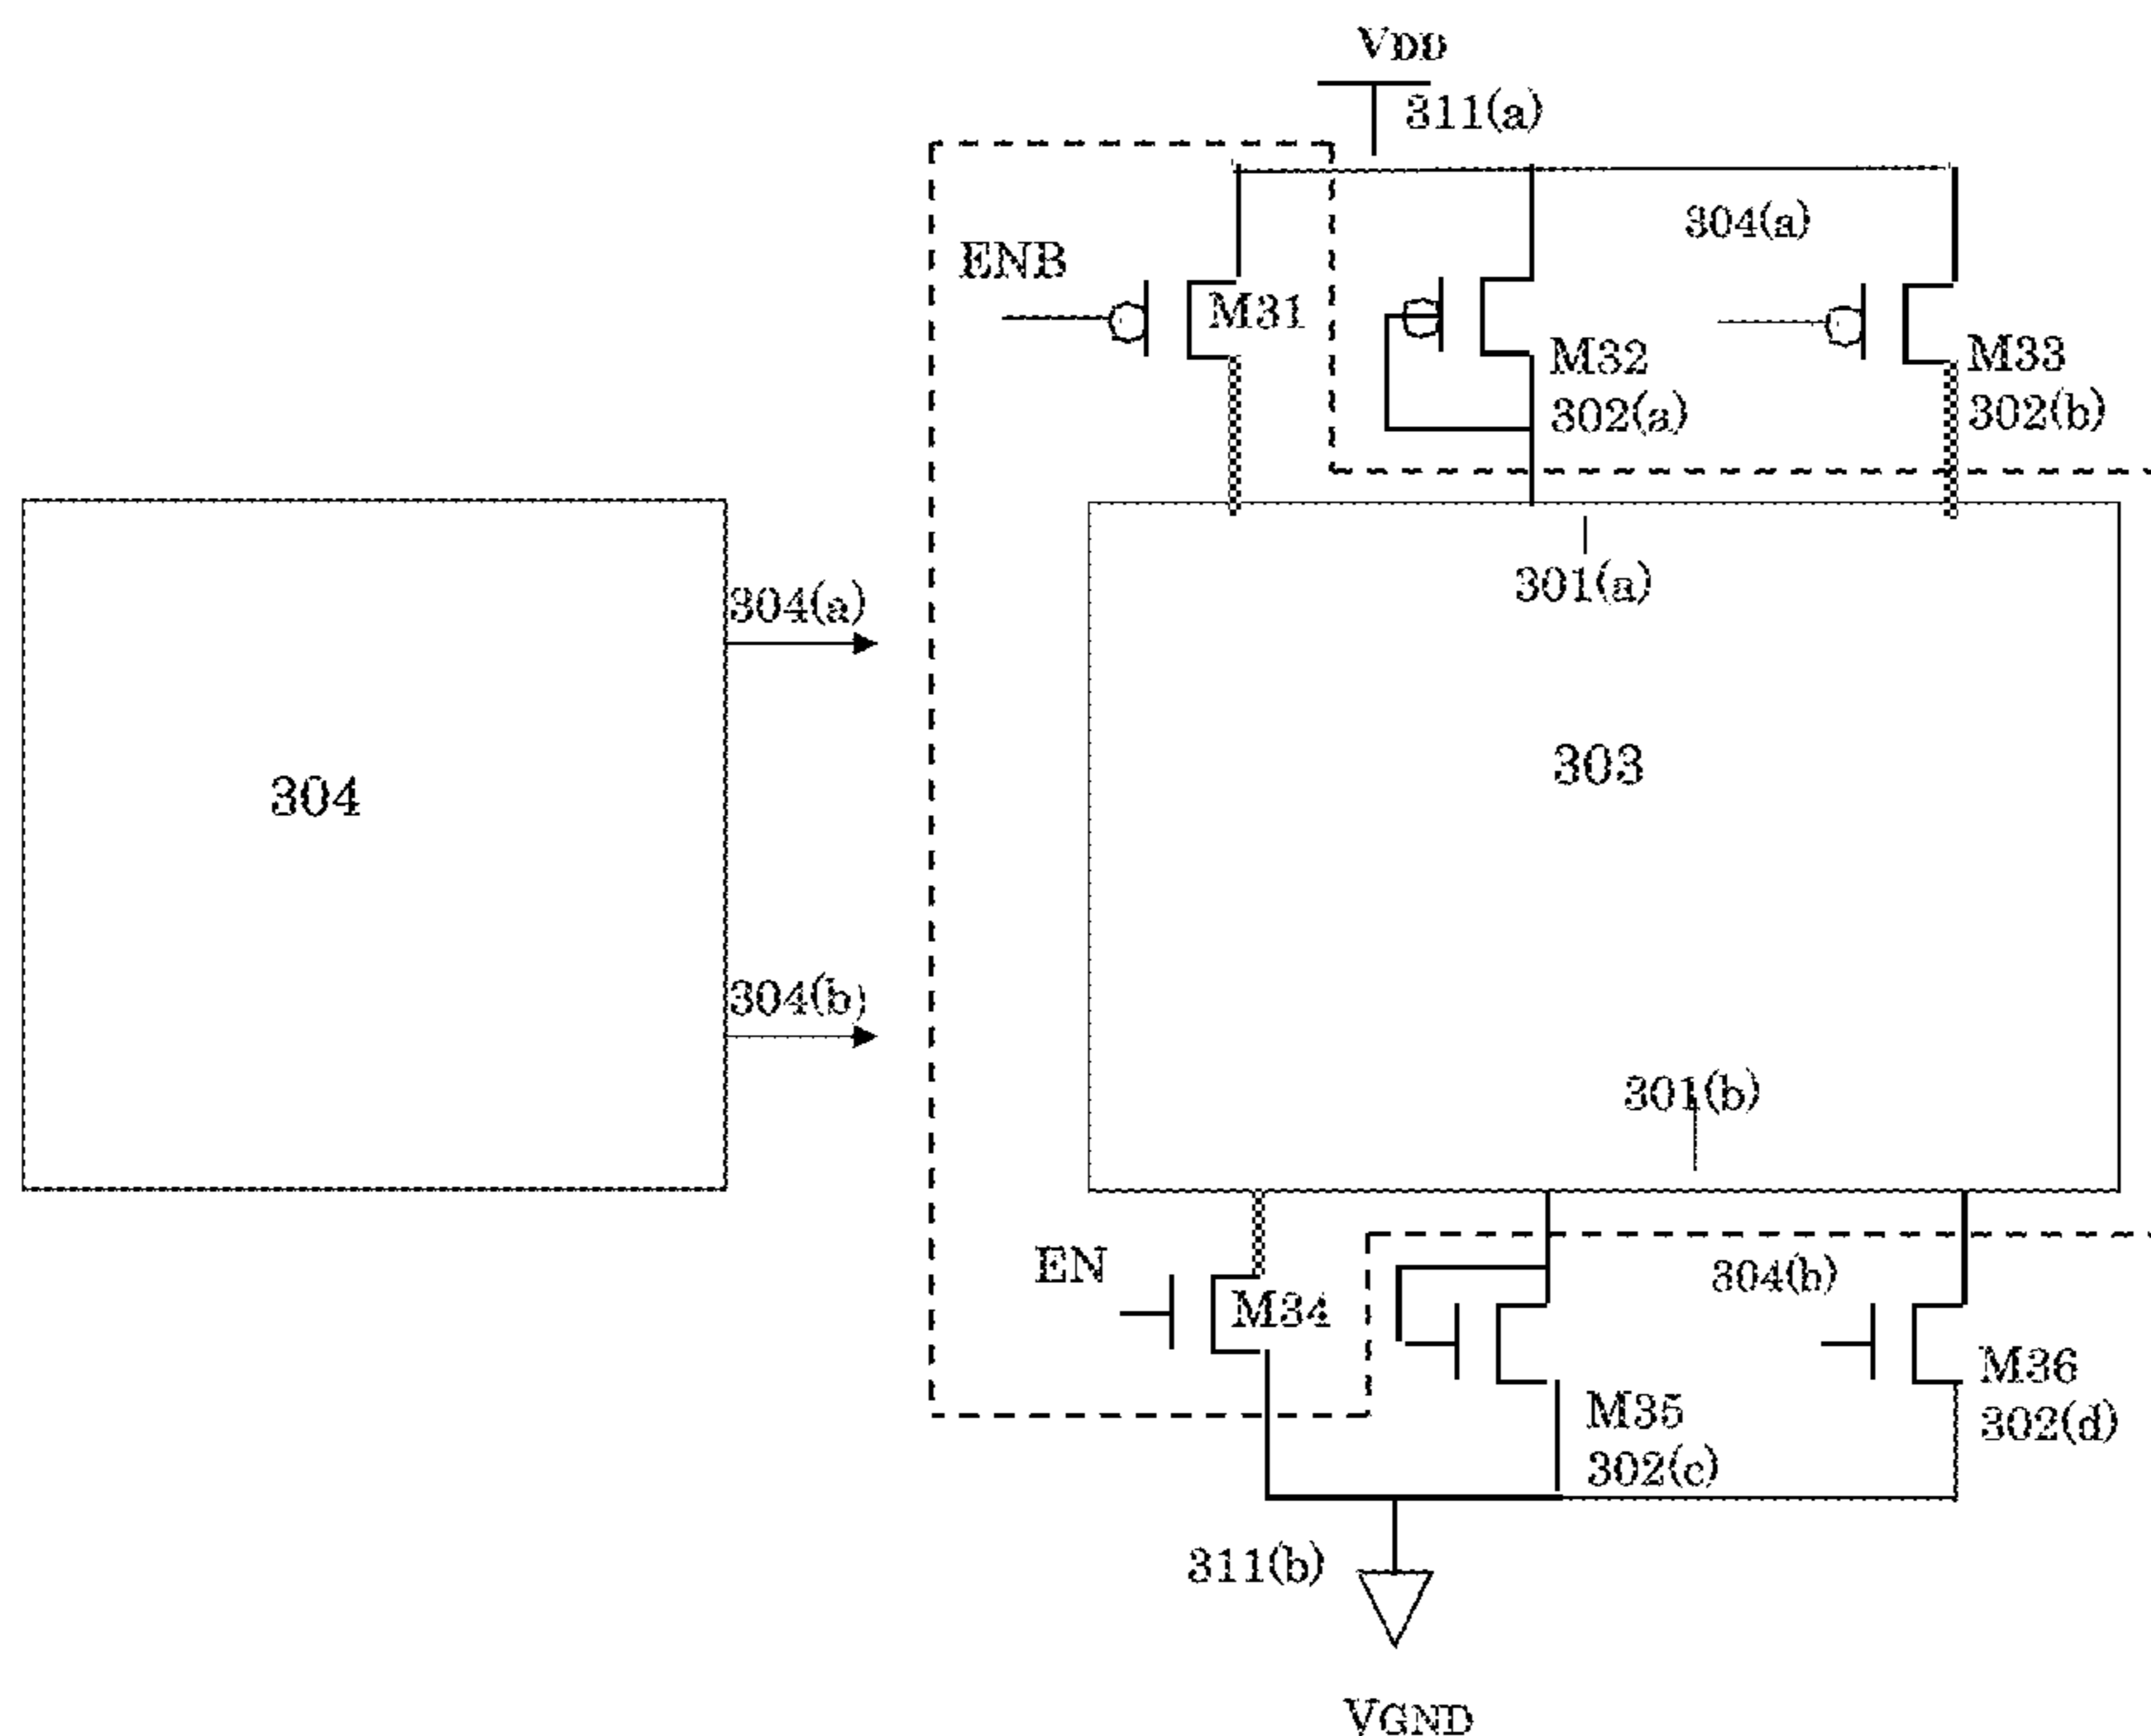 VDD
311(a)
304(a)
ENB
M31
M32
302(a)
M33
302(b)
301(a)
304(a)
303
304
304(b)
301(b)
EN
M34
304(b)
M35
302(c)
M36
302(d)
311(b)
VGND